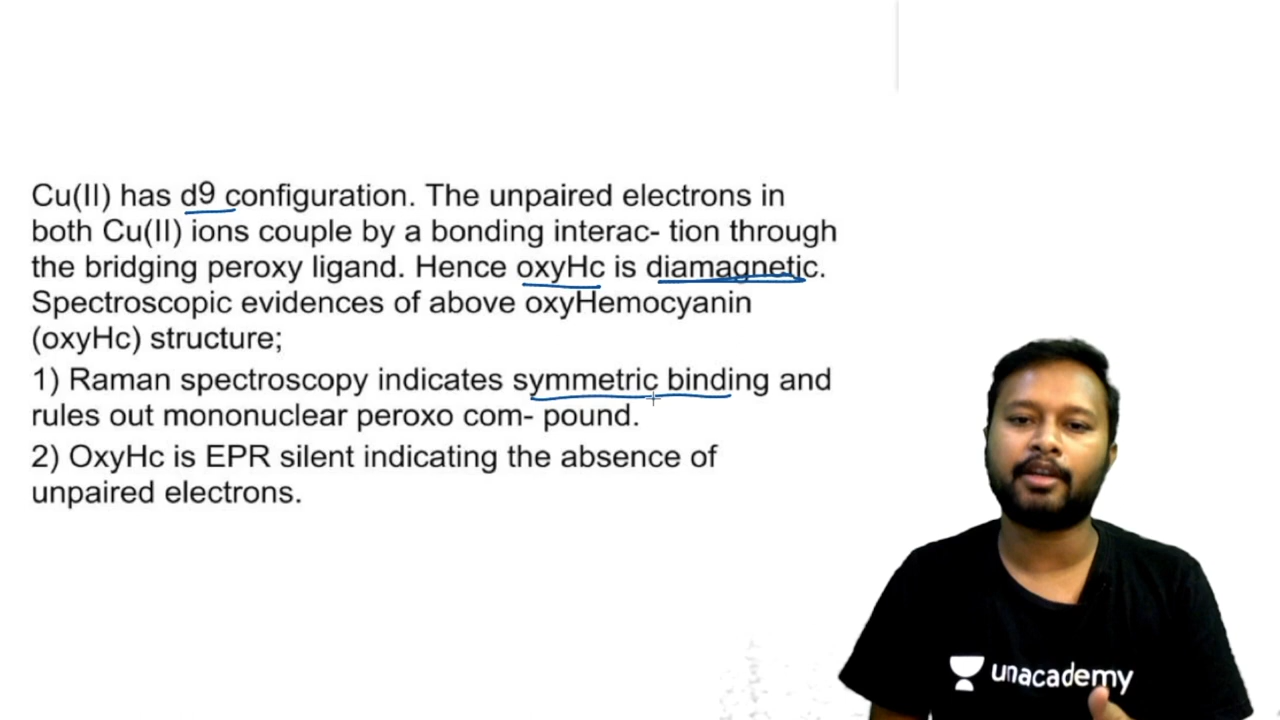 Cu(II) has d9 configuration. The unpaired electrons in
both Cu(II) ions couple by a bonding interac- tion through
the bridging peroxy ligand. Hence oxyHc is diamagnetic.
Spectroscopic evidences of above oxyHemocyanin
(oxyHc) structure;
1) Raman spectroscopy indicates symmetric binding and
rules out mononuclear peroxo com- pound.
2) OxyHc is EPR silent indicating the absence of
unpaired electrons.
unacademy